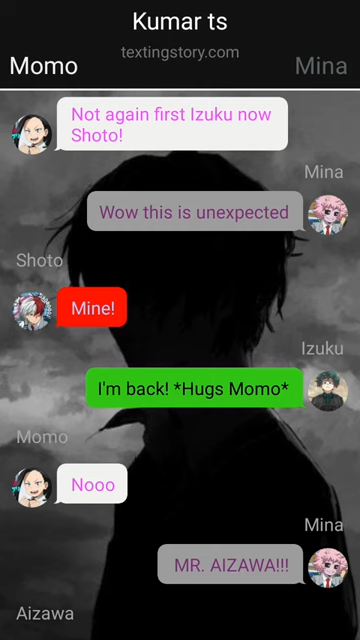 Kumar ts
textingstory.com
Momo
Mina
Not again first Izuku now
Shoto!
Mina
Wow this is unexpected
Shoto
Mine!
Izuku
I'm back! *Hugs Momo*
Momo
Nooo
Mina
MR. AIZAWA!!!
Aizawa